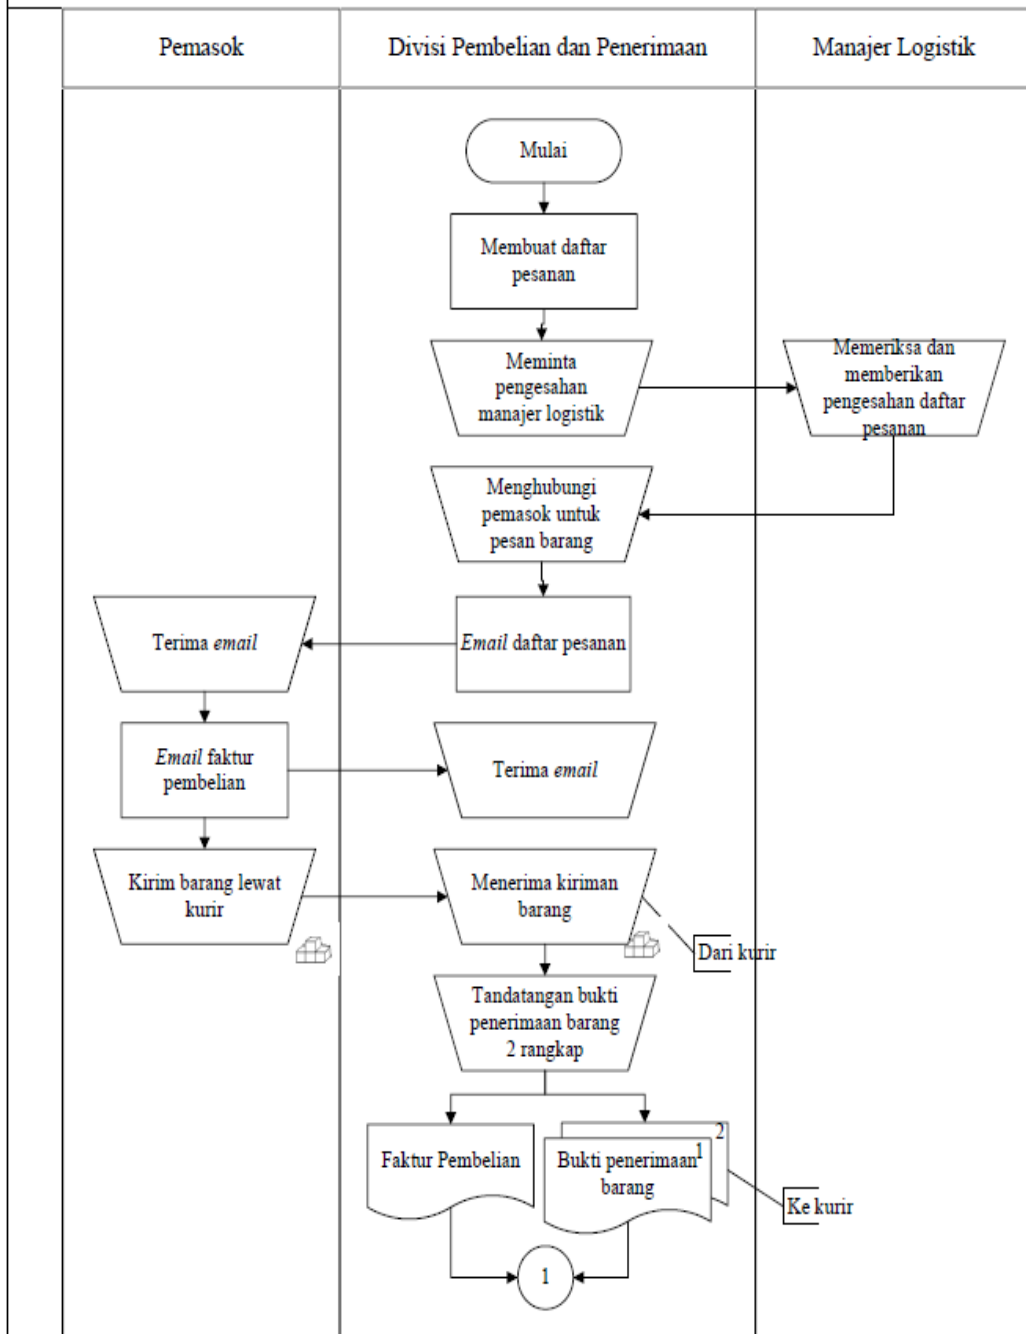 Pemasok
Divisi Pembelian dan Penerimaan
Manajer Logistik
Mulai
Membuat daftar
pesanan
Meminta
pengesahan
manajer logistik
Memeriksa dan
memberikan
pengesahan daftar
pesanan
Menghubungi
pemasok untuk
pesan barang
Terima email
Email daftar pesanan
Email faktur
pembelian
Terima email
Kirim barang lewat
kurir
Menerima kiriman
barang
Dari kurir
Tandatangan bukti
penerimaan barang
2 rangkap
Faktur Pembelian
2
1
Bukti penerimaan
barang
Ke kurir
1